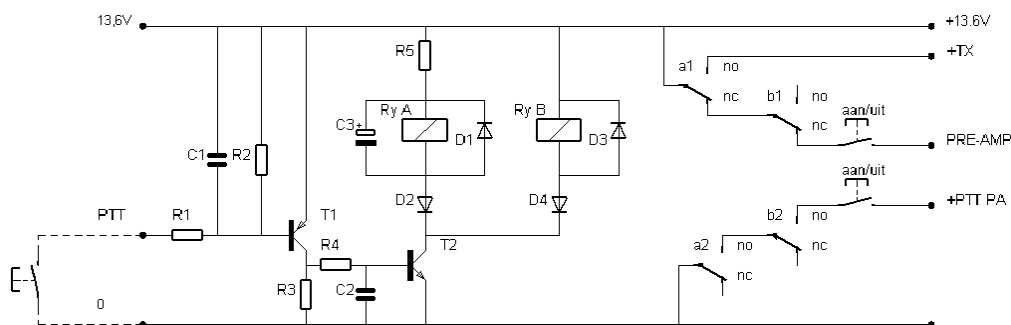 13,6V
+13.6V
+TX
R5
a1
no
nc
b1
no
nc
aan/uit
Ry A
Ry B
C3
+
D1
D3
C1
R2
PRE-AMP
aan/uit
D2
D4
+PTT PA
PTT
R1
T1
T2
b2
no
nc
a2
no
nc
R4
R3
C2
0